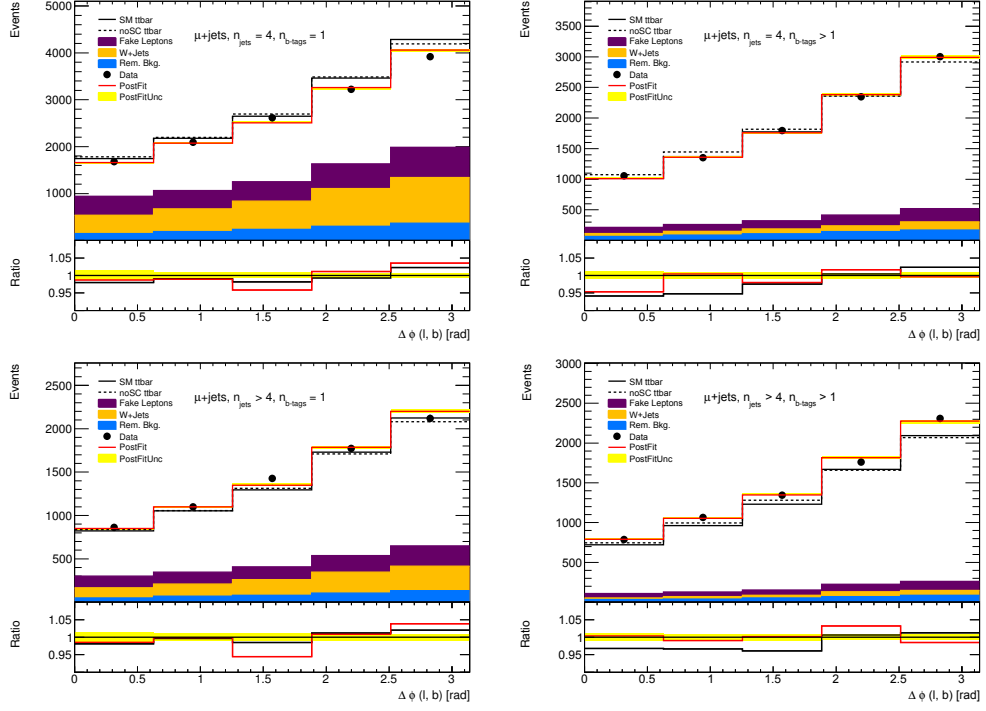 Events
5000
4000
3000
2000
1000
SM ttbar
noSC ttbar
Fake Leptons
W+Jets
Rem. Bkg.
Data
PostFit
PostFitUnc
μ+jets, n_jets = 4, n_b-tags = 1
Ratio
1.05
1
0.95
0 0.5 1 1.5 2 2.5 3
Δ ϕ (l, b) [rad]
Events
3500
3000
2500
2000
1500
1000
500
SM ttbar
noSC ttbar
Fake Leptons
W+Jets
Rem. Bkg.
Data
PostFit
PostFitUnc
μ+jets, n_jets = 4, n_b-tags > 1
Ratio
1.05
1
0.95
0 0.5 1 1.5 2 2.5 3
Δ ϕ (l, b) [rad]
Events
2500
2000
1500
1000
500
SM ttbar
noSC ttbar
Fake Leptons
W+Jets
Rem. Bkg.
Data
PostFit
PostFitUnc
μ+jets, n_jets > 4, n_b-tags = 1
Ratio
1.05
1
0.95
0 0.5 1 1.5 2 2.5 3
Δ ϕ (l, b) [rad]
Events
3000
2500
2000
1500
1000
500
SM ttbar
noSC ttbar
Fake Leptons
W+Jets
Rem. Bkg.
Data
PostFit
PostFitUnc
μ+jets, n_jets > 4, n_b-tags > 1
Ratio
1.05
1
0.95
0 0.5 1 1.5 2 2.5 3
Δ ϕ (l, b) [rad]